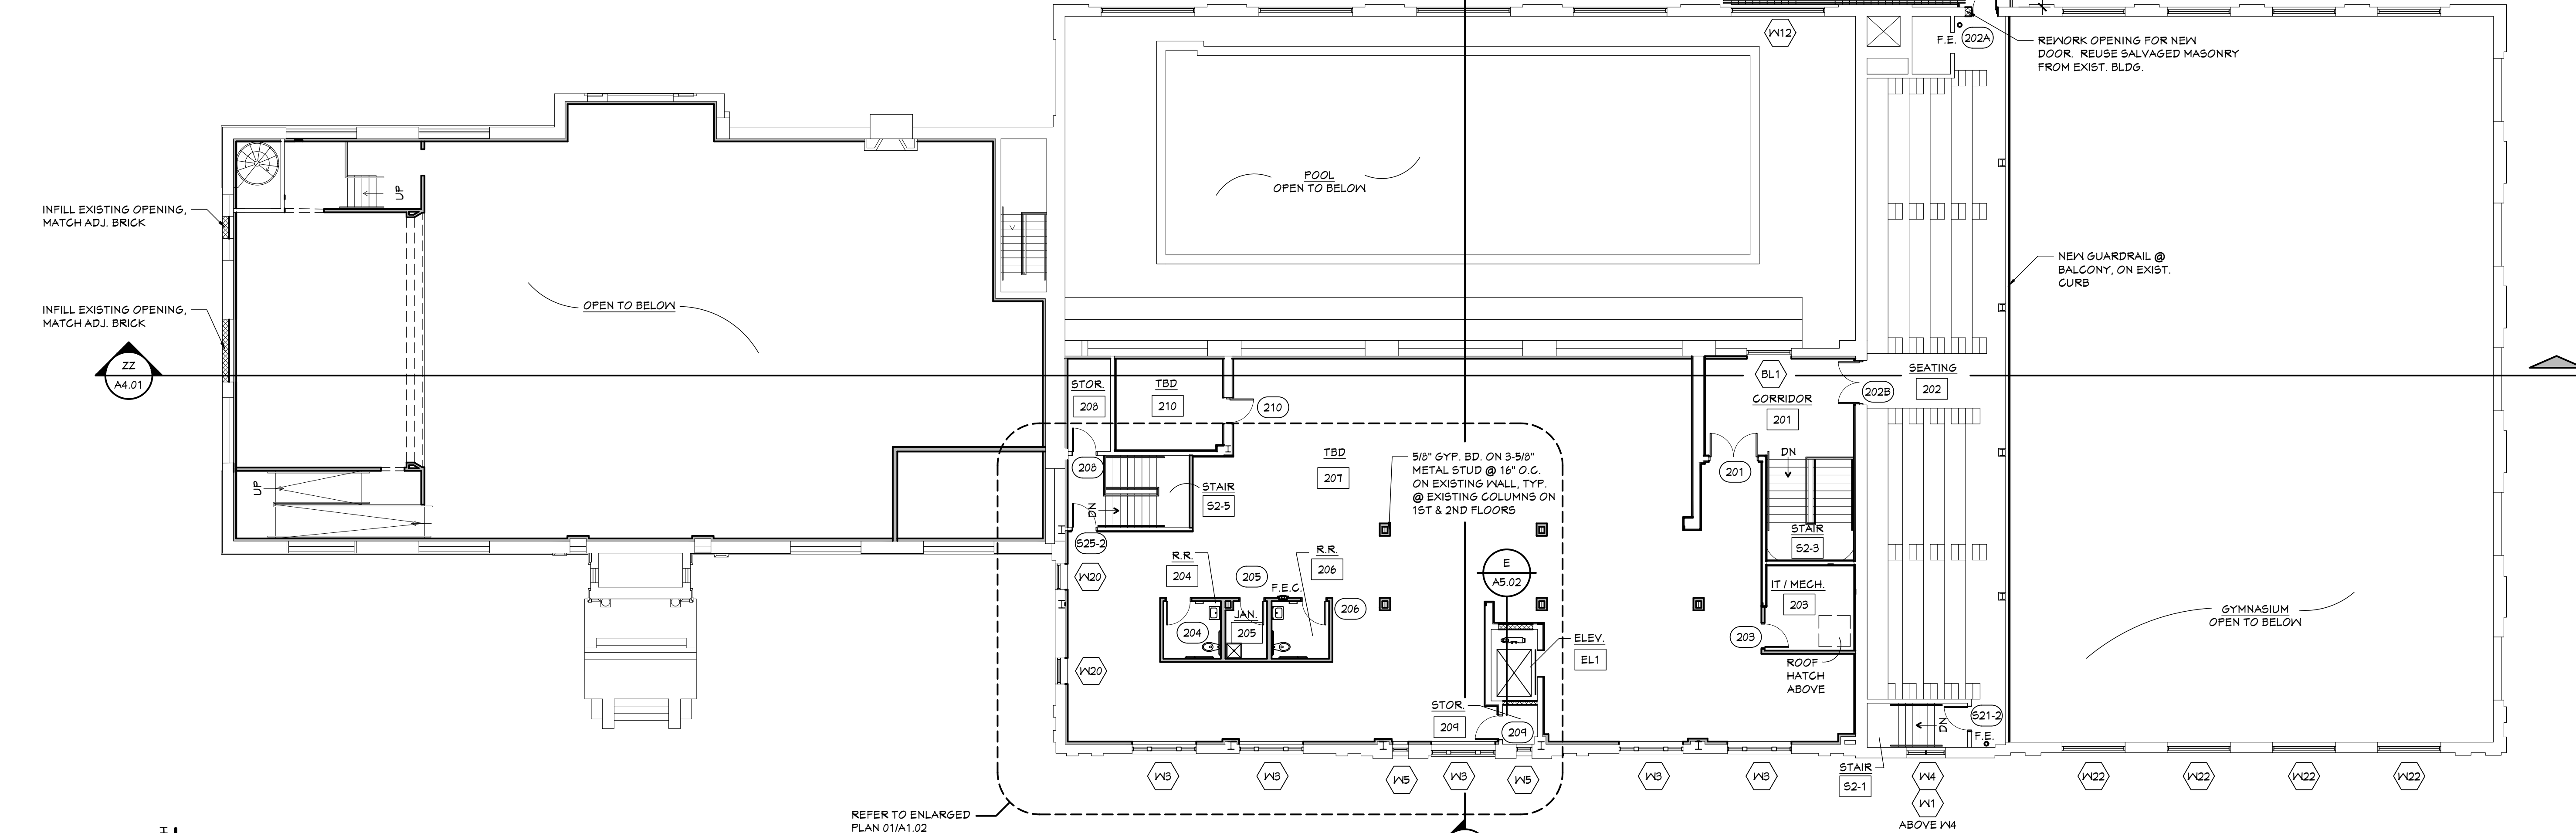 W12
F.E.
202A
REWORK OPENING FOR NEW
DOOR. REUSE SALVAGED MASONRY
FROM EXIST. BLDG.
POOL
OPEN TO BELOW
UP
INFILL EXISTING OPENING,
MATCH ADJ. BRICK
NEW GUARDRAIL @
BALCONY, ON EXIST.
CURB
OPEN TO BELOW
INFILL EXISTING OPENING,
MATCH ADJ. BRICK
ZZ
A4.01
STOR.
208
TBD
210
210
BL1
CORRIDOR
201
202B
SEATING
202
208
TBD
207
5/8" GYP. BD. ON 3-5/8"
METAL STUD @ 16" O.C.
ON EXISTING WALL, TYP.
@ EXISTING COLUMNS ON
1ST & 2ND FLOORS
201
DN
UP
STAIR
S2-5
DN
S25-2
STAIR
S2-3
R.R.
204
205
F.E.C.
R.R.
206
E
A5.02
W20
IT / MECH.
203
206
JAN.
205
204
203
GYMNASIUM
OPEN TO BELOW
ELEV.
EL1
W20
ROOF
HATCH
ABOVE
STOR.
209
209
DN
S21-2
F.E.
W3
W3
W5
W3
W5
W3
W3
STAIR
S2-1
W4
W1
ABOVE W4
W22
W22
W22
W22
REFER TO ENLARGED
PLAN 01/A1.02